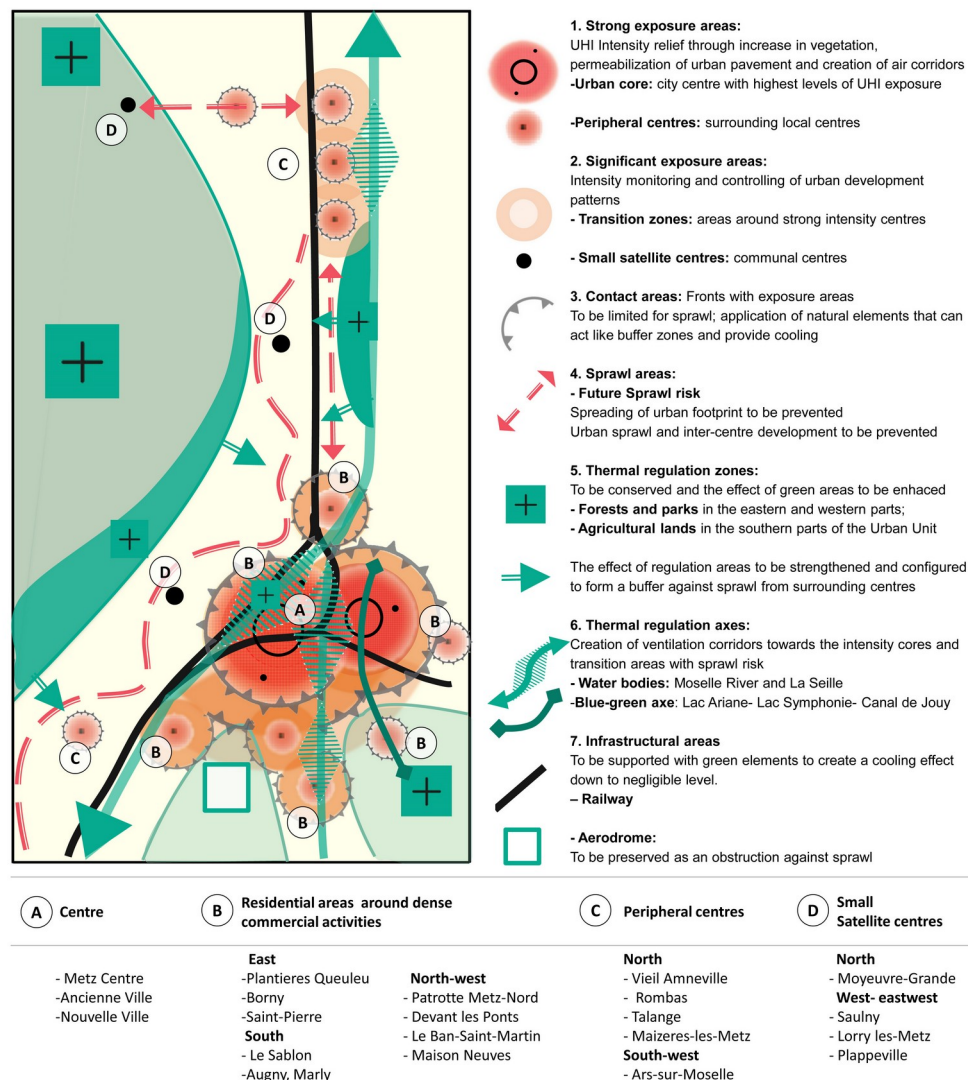 D
C
D
B
B
D
A
B
C
B
B
B
1. Strong exposure areas:
UHI Intensity relief through increase in vegetation,
permeabilization of urban pavement and creation of air corridors
-Urban core: city centre with highest levels of UHI exposure
-Peripheral centres: surrounding local centres
2. Significant exposure areas:
Intensity monitoring and controlling of urban development
patterns
- Transition zones: areas around strong intensity centres
- Small satellite centres: communal centres
3. Contact areas: Fronts with exposure areas
To be limited for sprawl; application of natural elements that can
act like buffer zones and provide cooling
4. Sprawl areas:
- Future Sprawl risk
Spreading of urban footprint to be prevented
Urban sprawl and inter-centre development to be prevented
5. Thermal regulation zones:
To be conserved and the effect of green areas to be enhaced
- Forests and parks in the eastern and western parts;
- Agricultural lands in the southern parts of the Urban Unit
The effect of regulation areas to be strengthened and configured
to form a buffer against sprawl from surrounding centres
6. Thermal regulation axes:
Creation of ventilation corridors towards the intensity cores and
transition areas with sprawl risk
- Water bodies: Moselle River and La Seille
-Blue-green axe: Lac Ariane- Lac Symphonie- Canal de Jouy
7. Infrastructural areas
To be supported with green elements to create a cooling effect
down to negligible level.
– Railway
- Aerodrome:
To be preserved as an obstruction against sprawl
A Centre
- Metz Centre
-Ancienne Ville
-Nouvelle Ville
B Residential areas around dense
commercial activities
East
-Plantieres Queuleu
-Borny
-Saint-Pierre
South
- Le Sablon
-Augny, Marly
North-west
- Patrotte Metz-Nord
- Devant les Ponts
- Le Ban-Saint-Martin
- Maison Neuves
C Peripheral centres
North
- Vieil Amneville
- Rombas
- Talange
- Maizeres-les-Metz
South-west
- Ars-sur-Moselle
D Small
Satellite centres
North
- Moyeuvre-Grande
West- eastwest
- Saulny
- Lorry les-Metz
- Plappeville